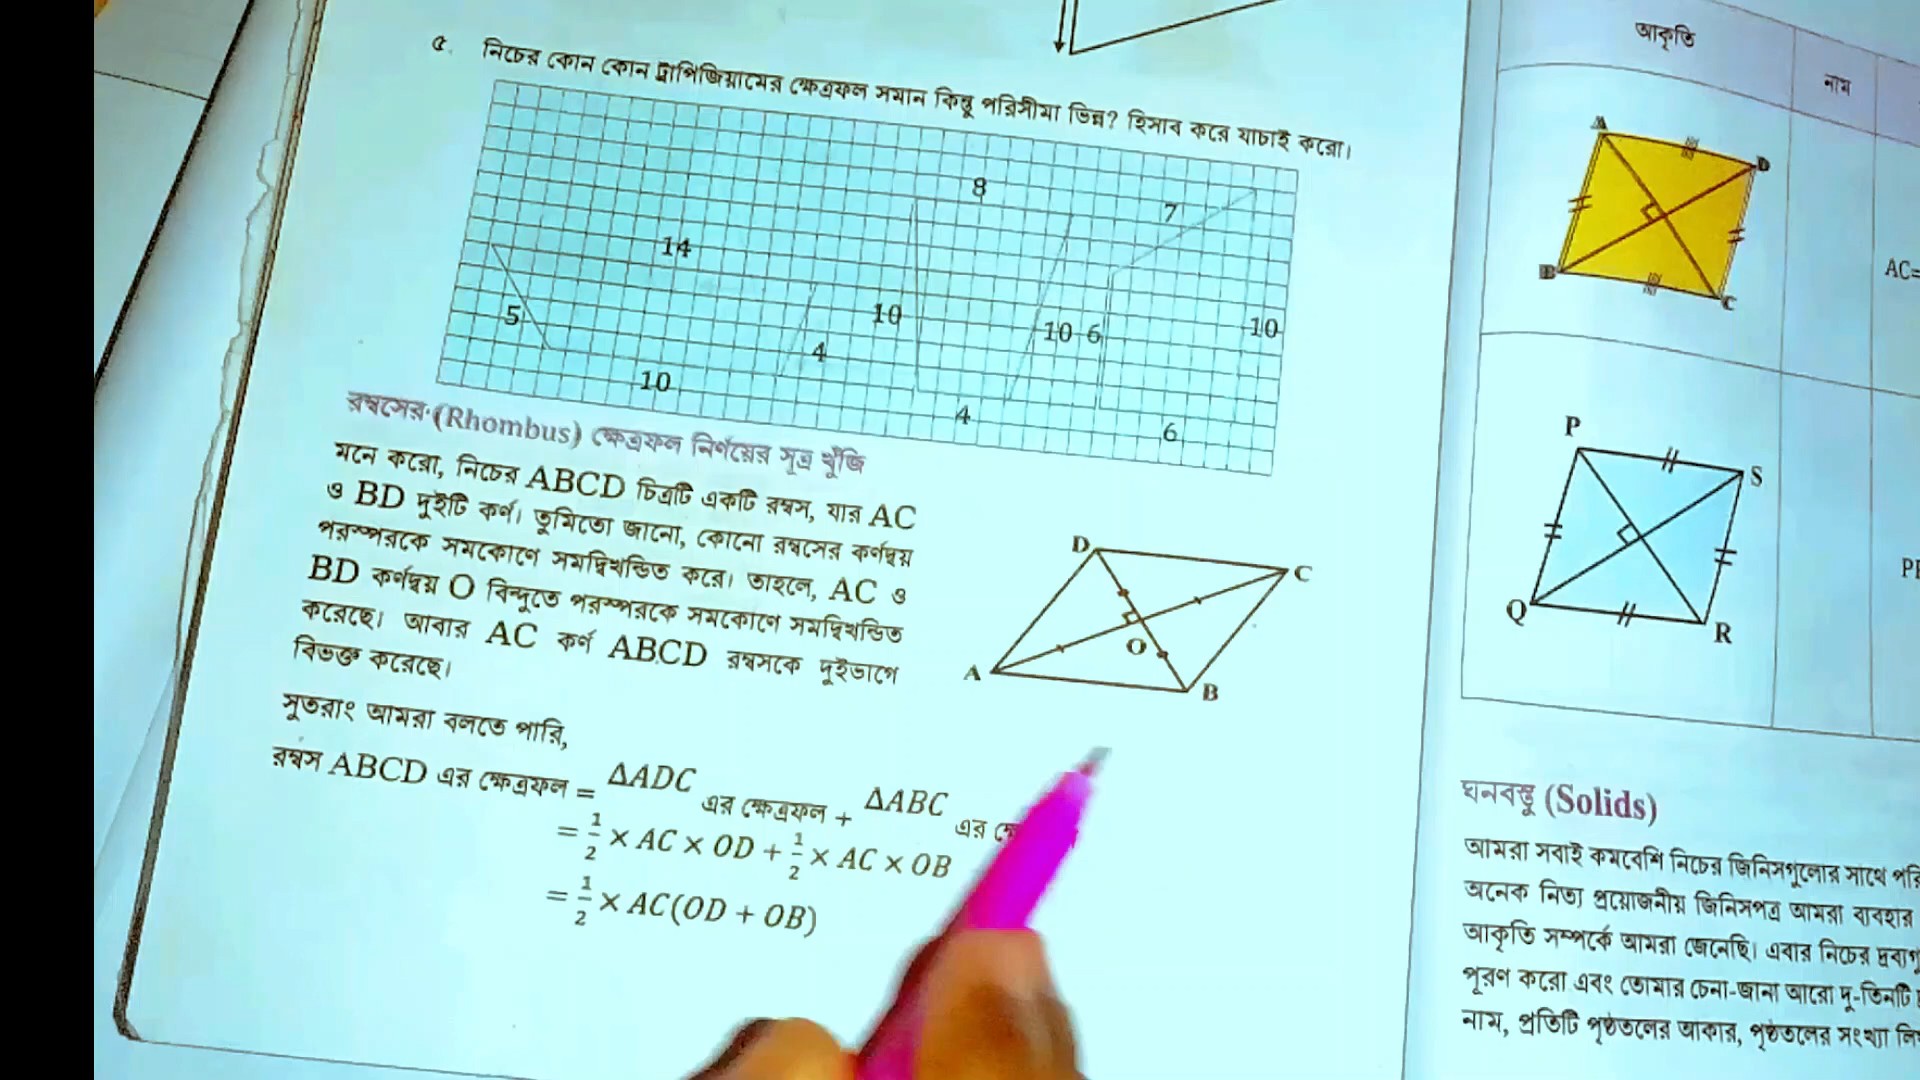 ৫. নিচের কোন কোন ট্রাপিজিয়ামের ক্ষেত্রফল সমান কিন্তু পরিসীমা ভিন্ন? হিসাব করে যাচাই করো।
8
7
14
5
10
10
6
10
4
10
4
6
রম্বসের (Rhombus) ক্ষেত্রফল নির্ণয়ের সূত্র খুঁজি
মনে করো, নিচের ABCD চিত্রটি একটি রম্বস, যার AC
ও BD দুইটি কর্ণ। তুমিতো জানো, কোনো রম্বসের কর্ণদ্বয়
পরস্পরকে সমকোণে সমদ্বিখন্ডিত করে। তাহলে, AC ও
BD কর্ণদ্বয় O বিন্দুতে পরস্পরকে সমকোণে সমদ্বিখন্ডিত
করেছে। আবার AC কর্ণ ABCD রম্বসকে দুইভাগে
বিভক্ত করেছে।
D
C
O
A
B
সুতরাং আমরা বলতে পারি,
রম্বস ABCD এর ক্ষেত্রফল = ΔADC এর ক্ষেত্রফল + ΔABC এর
= 1/2 × AC × OD + 1/2 × AC × OB
= 1/2 × AC(OD + OB)
আকৃতি
নাম
A
D
B
C
AC=
P
S
Q
R
ঘনবস্তু (Solids)
আমরা সবাই কমবেশি নিচের জিনিসগুলোর সাথে
অনেক নিত্য প্রয়োজনীয় জিনিসপত্র আমরা ব্যবহার
আকৃতি সম্পর্কে আমরা জেনেছি। এবার নিচের
পূরণ করো এবং তোমার চেনা-জানা আরো দু-তিনটি
নাম, প্রতিটি পৃষ্ঠতলের আকার, পৃষ্ঠতলের সংখ্যা